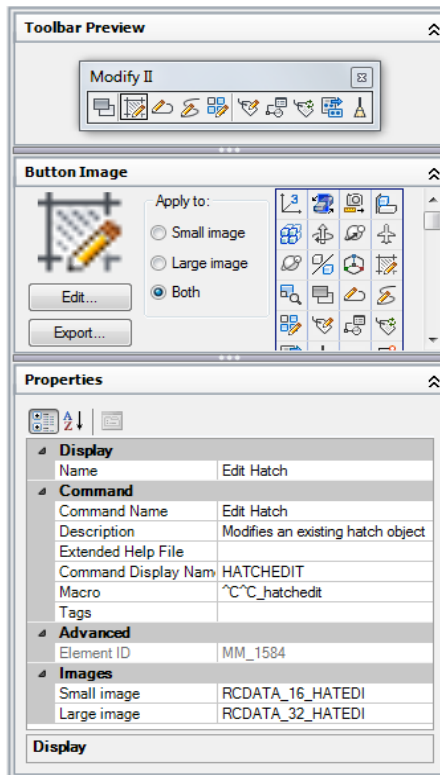 Toolbar Preview
Modify II
Button Image
Apply to:
Small image
Large image
Both
Edit...
Export...
Properties
Display
Name Edit Hatch
Command
Command Name Edit Hatch
Description Modifies an existing hatch object
Extended Help File
Command Display Nam HATCHEDIT
Macro ^C^C_hatchedit
Tags
Advanced
Element ID MM_1584
Images
Small image RCDATA_16_HATEDI
Large image RCDATA_32_HATEDI
Display